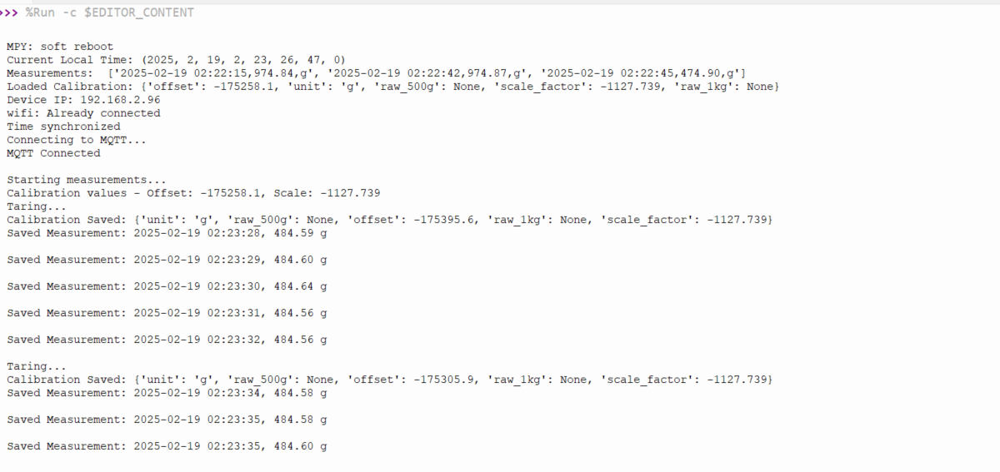 >>> %Run -c $EDITOR_CONTENT
MPY: soft reboot
Current Local Time: (2025, 2, 19, 2, 23, 26, 47, 0)
Measurements:  ['2025-02-19 02:22:15,974.84,g', '2025-02-19 02:22:42,974.87,g', '2025-02-19 02:22:45,474.90,g']
Loaded Calibration: {'offset': -175258.1, 'unit': 'g', 'raw_500g': None, 'scale_factor': -1127.739, 'raw_1kg': None}
Device IP: 192.168.2.96
wifi: Already connected
Time synchronized
Connecting to MQTT...
MQTT Connected
Starting measurements...
Calibration values - Offset: -175258.1, Scale: -1127.739
Taring...
Calibration Saved: {'unit': 'g', 'raw_500g': None, 'offset': -175395.6, 'raw_1kg': None, 'scale_factor': -1127.739}
Saved Measurement: 2025-02-19 02:23:28, 484.59 g
Saved Measurement: 2025-02-19 02:23:29, 484.60 g
Saved Measurement: 2025-02-19 02:23:30, 484.64 g
Saved Measurement: 2025-02-19 02:23:31, 484.56 g
Saved Measurement: 2025-02-19 02:23:32, 484.56 g
Taring...
Calibration Saved: {'unit': 'g', 'raw_500g': None, 'offset': -175305.9, 'raw_1kg': None, 'scale_factor': -1127.739}
Saved Measurement: 2025-02-19 02:23:34, 484.58 g
Saved Measurement: 2025-02-19 02:23:35, 484.58 g
Saved Measurement: 2025-02-19 02:23:35, 484.60 g